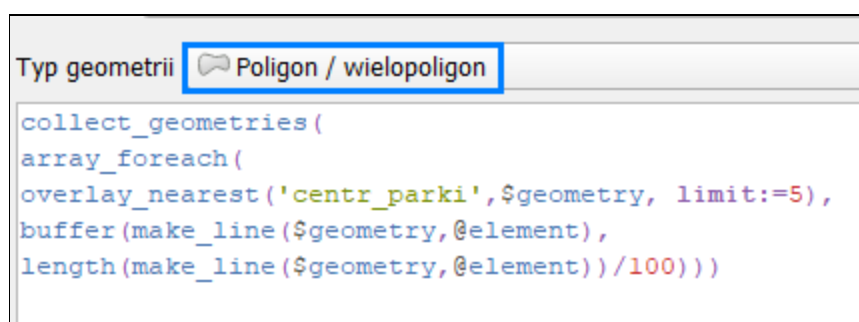 Typ geometrii Poligon / wielopoligon
collect_geometries(
array_foreach(
overlay_nearest('centr_parki',$geometry, limit:=5),
buffer(make_line($geometry,@element),
length(make_line($geometry,@element))/100)))